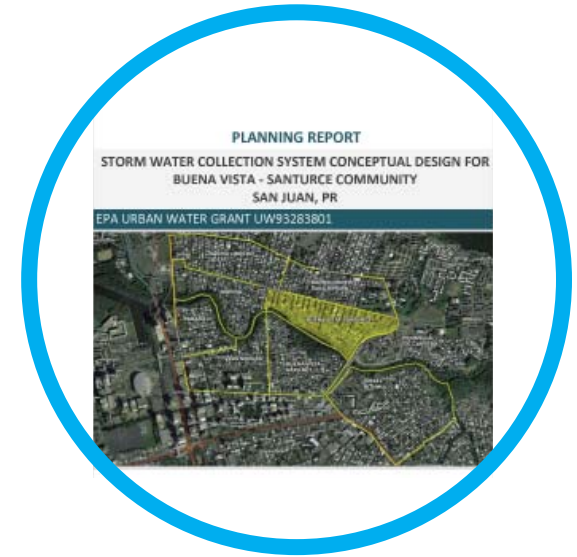 PLANNING REPORT
STORM WATER COLLECTION SYSTEM CONCEPTUAL DESIGN FOR
BUENA VISTA - SANTURCE COMMUNITY
SAN JUAN, PR
EPA URBAN WATER GRANT UW93283801